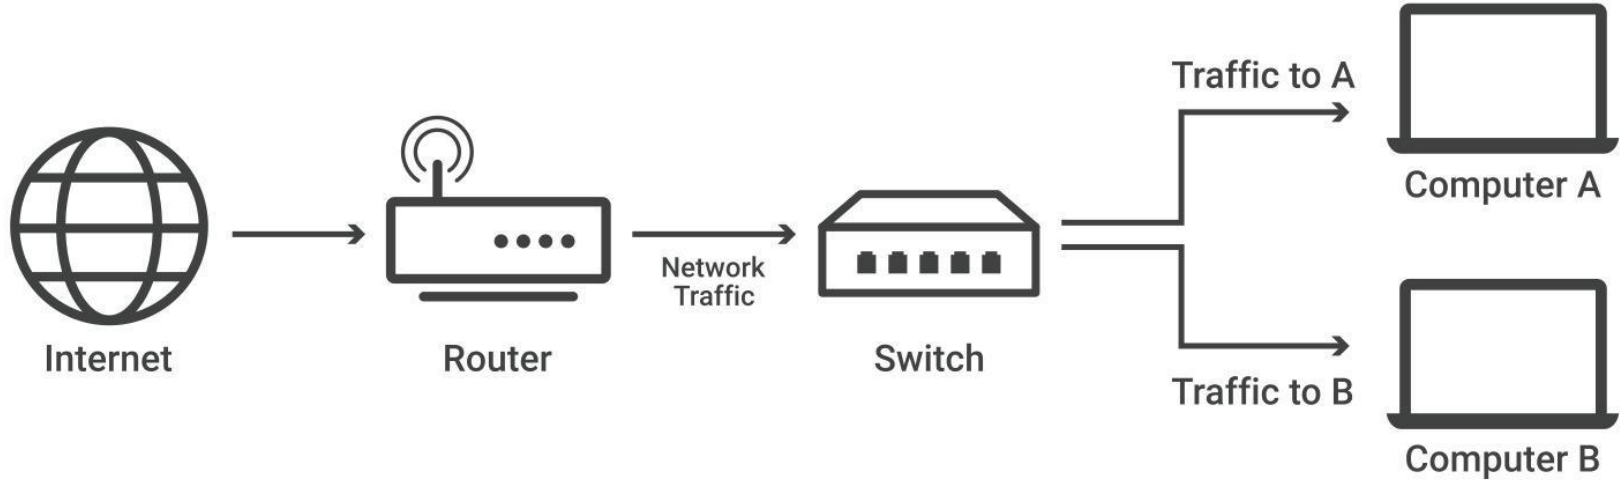 Internet
Router
Network
Traffic
Switch
Traffic to A
Computer A
Traffic to B
Computer B